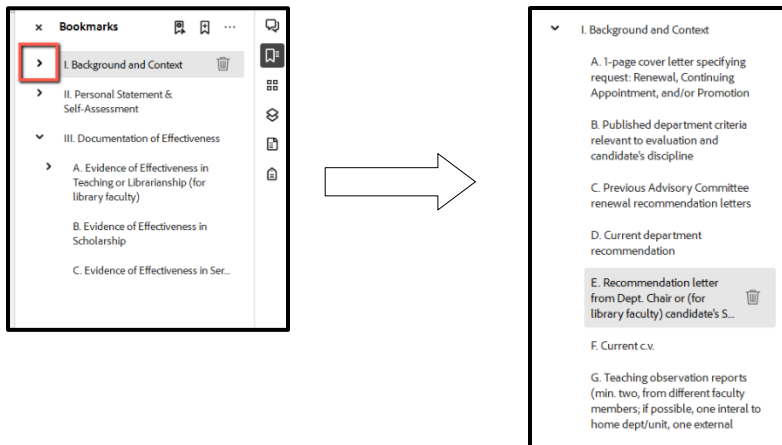 Bookmarks
I. Background and Context
II. Personal Statement &
Self-Assessment
III. Documentation of Effectiveness
A. Evidence of Effectiveness in
Teaching or Librarianship (for
library faculty)
B. Evidence of Effectiveness in
Scholarship
C. Evidence of Effectiveness in Ser...
I. Background and Context
A. 1-page cover letter specifying
request: Renewal, Continuing
Appointment, and/or Promotion
B. Published department criteria
relevant to evaluation and
candidate's discipline
C. Previous Advisory Committee
renewal recommendation letters
D. Current department
recommendation
E. Recommendation letter
from Dept. Chair or (for
library faculty) candidate's S...
F. Current c.v.
G. Teaching observation reports
(min. two, from different faculty
members; if possible, one interal to
home dept/unit, one external